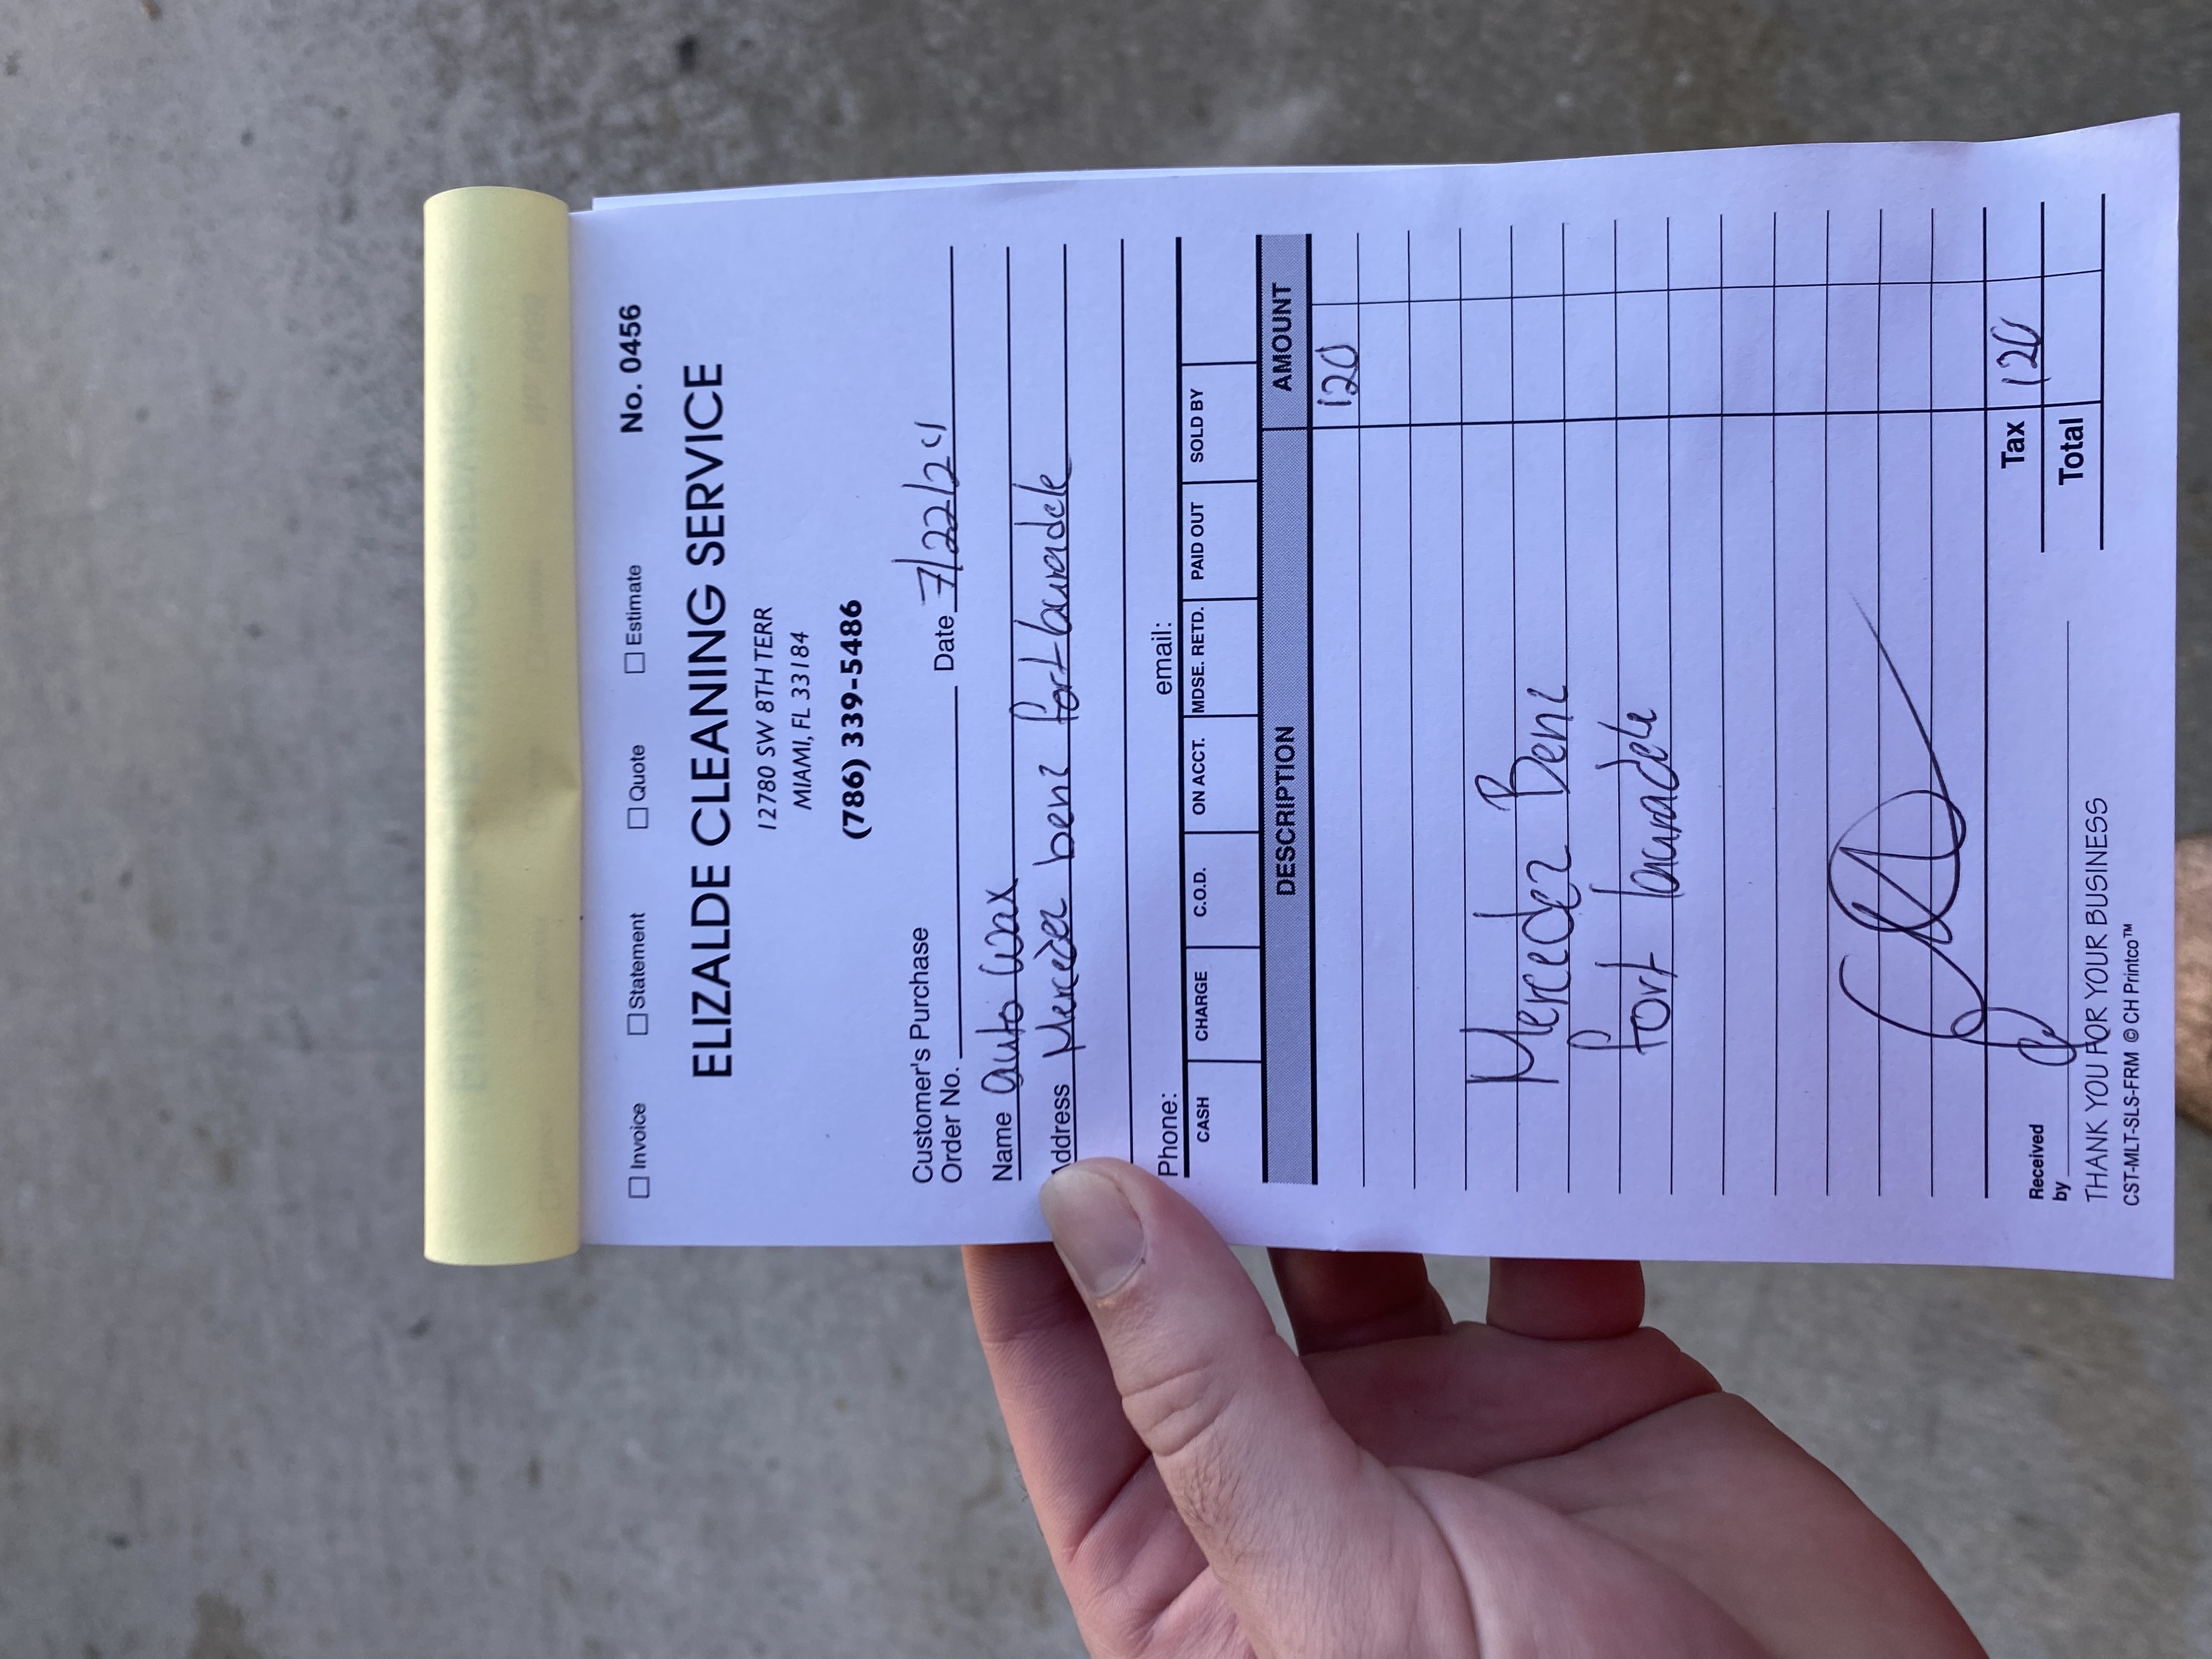 ☐ Invoice ☐ Statement ☐ Quote ☐ Estimate No. 0456
ELIZALDE CLEANING SERVICE
12780 SW 8TH TERR
MIAMI, FL 33184
(786) 339-5486
Customer's Purchase
Order No. Date 7/22/24
Name auto wax
Address Mercedez benz fort lauradele
Phone: email:
CASH CHARGE C.O.D. ON ACCT. MDSE. RETD. PAID OUT SOLD BY
DESCRIPTION AMOUNT
120
Mercedez Benz
fort lauradele
Tax 120
Total
Received
by
THANK YOU FOR YOUR BUSINESS
CST-MLT-SLS-FRM © CH Printco™